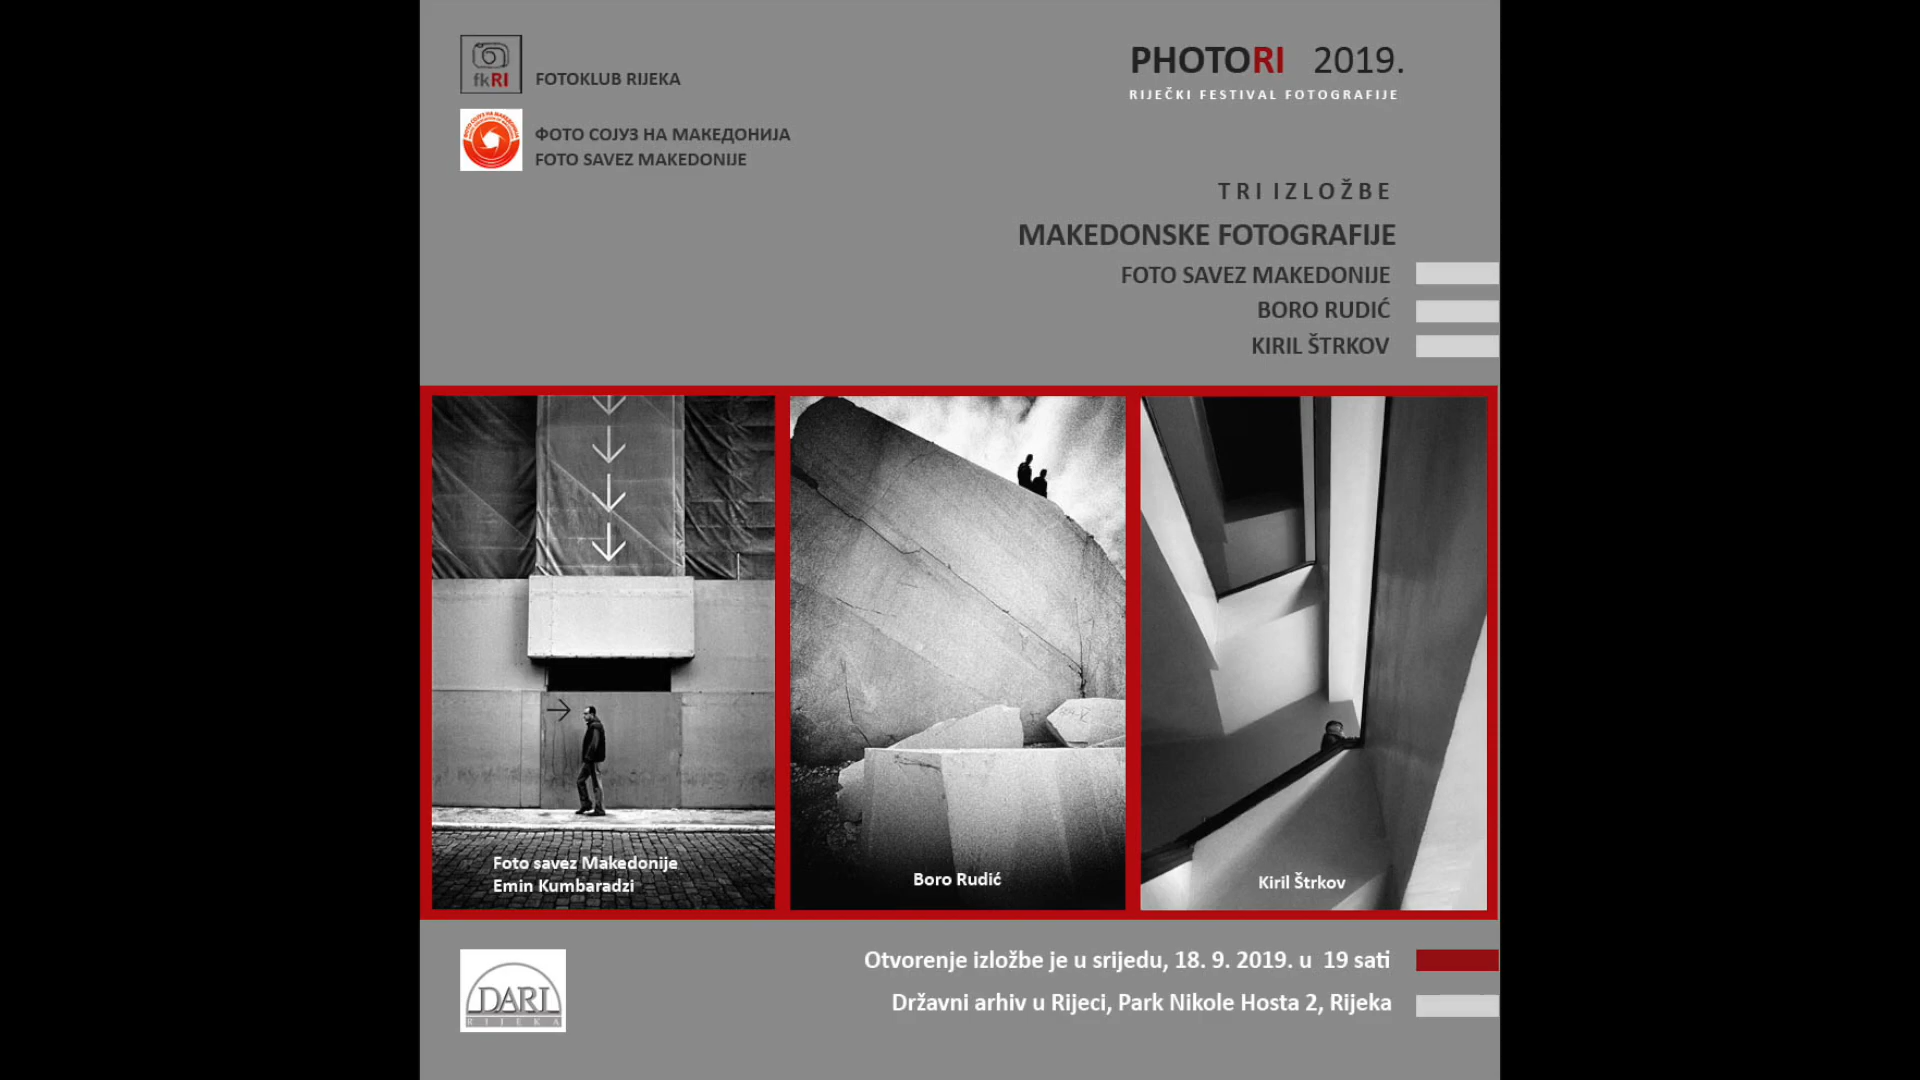 fkRI
FOTOKLUB RIJEKA
ФОТО СОЈУЗ НА МАКЕДОНИЈА
FOTO SAVEZ MAKEDONIJE
PHOTORI 2019.
RIJEČKI FESTIVAL FOTOGRAFIJE
TRI IZLOŽBE
MAKEDONSKE FOTOGRAFIJE
FOTO SAVEZ MAKEDONIJE
BORO RUDIĆ
KIRIL ŠTRKOV
Foto savez Makedonije
Emin Kumbaradzi
Boro Rudić
Kiril Štrkov
Otvorenje izložbe je u srijedu, 18. 9. 2019. u 19 sati
Državni arhiv u Rijeci, Park Nikole Hosta 2, Rijeka
DARI
RIJEKA